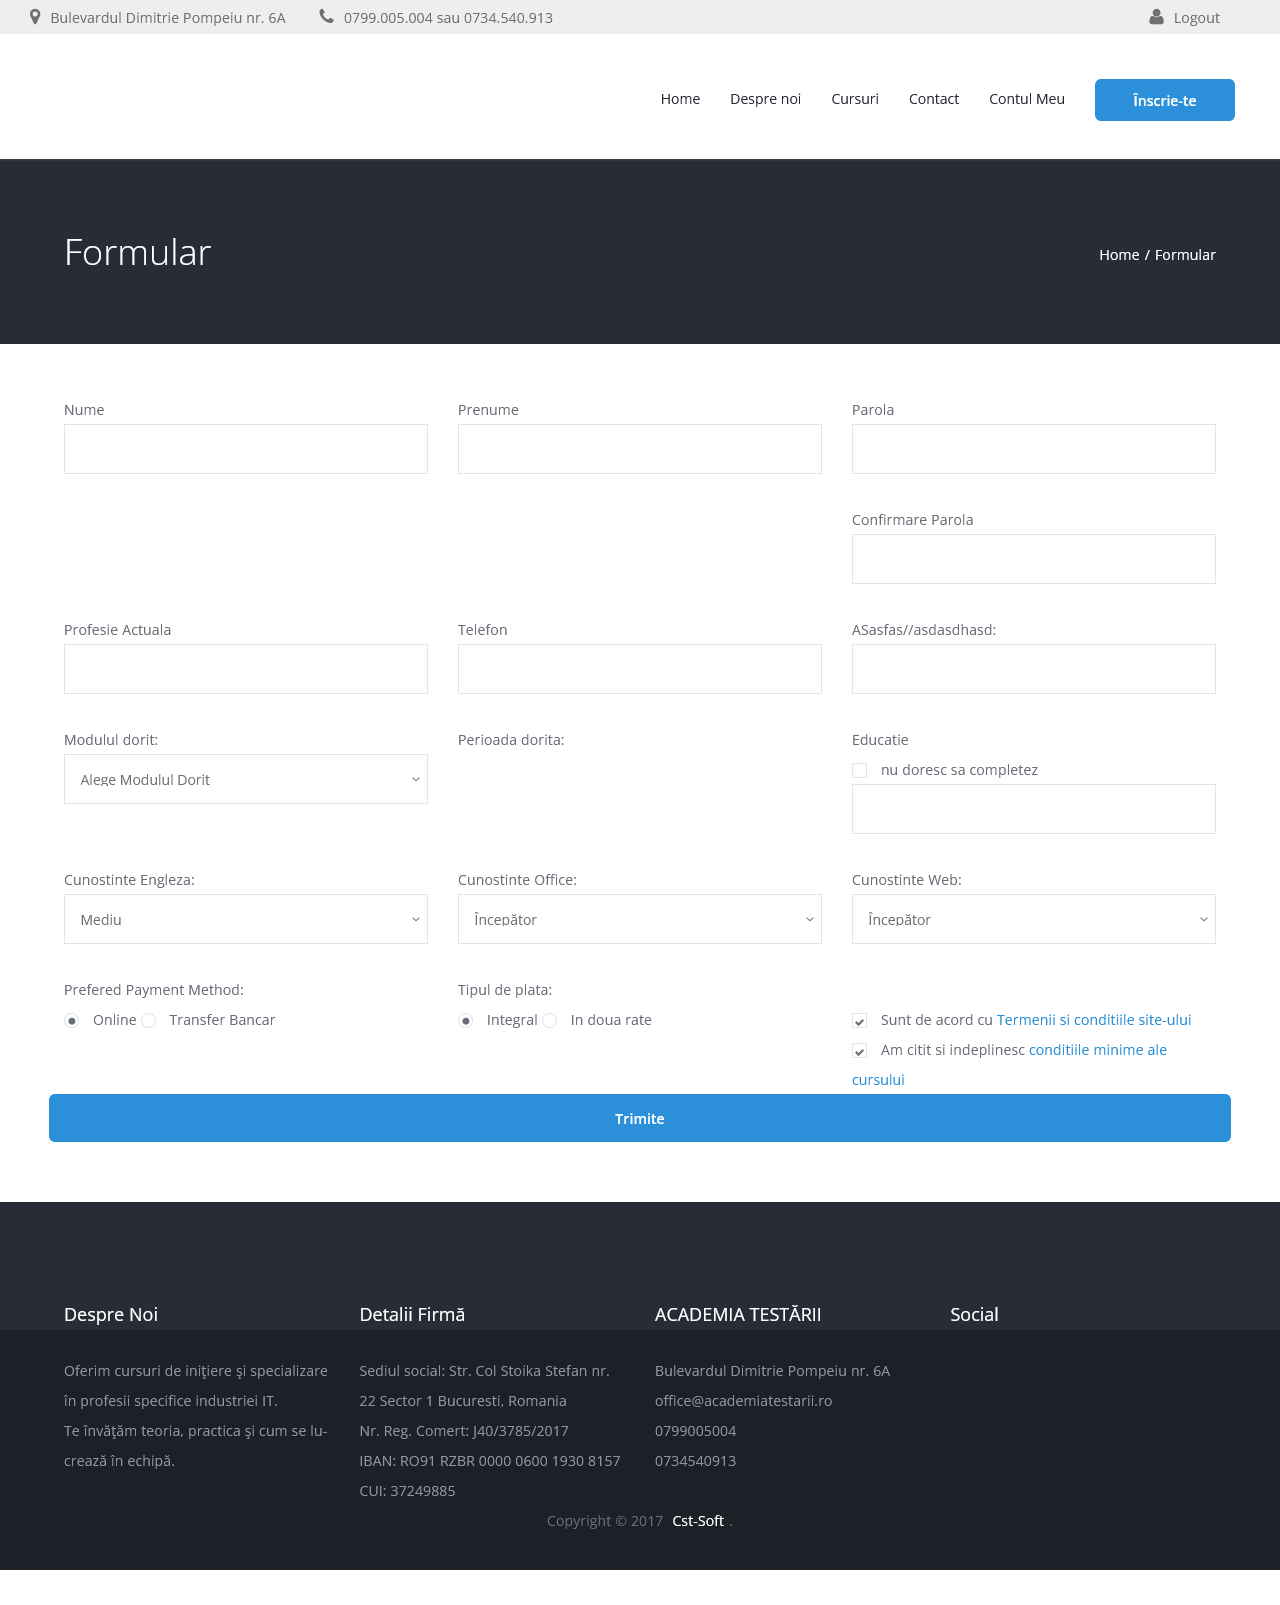 Bulevardul Dimitrie Pompeiu nr. 6A 0799.005.004 sau 0734.540.913 Logout
Home Despre noi Cursuri Contact Contul Meu Înscrie-te
Formular
Home / Formular
Nume Prenume Parola
Confirmare Parola
Profesie Actuala Telefon ASasfas//asdasdhasd:
Modulul dorit: Perioada dorita: Educatie
nu doresc sa completez
Alege Modulul Dorit
Cunostinte Engleza: Cunostinte Office: Cunostinte Web:
Mediu Începător Începător
Prefered Payment Method: Tipul de plata:
Online Transfer Bancar Integral In doua rate Sunt de acord cu Termenii si conditiile site-ului
Am citit si indeplinesc conditiile minime ale
cursului
Trimite
Despre Noi
Oferim cursuri de inițiere și specializare
în profesii specifice industriei IT.
Te învățăm teoria, practica și cum se lu-
crează în echipă.
Detalii Firmă
Sediul social: Str. Col Stoika Stefan nr.
22 Sector 1 Bucuresti, Romania
Nr. Reg. Comert: J40/3785/2017
IBAN: RO91 RZBR 0000 0600 1930 8157
CUI: 37249885
ACADEMIA TESTĂRII
Bulevardul Dimitrie Pompeiu nr. 6A
office@academiatestarii.ro
0799005004
0734540913
Social
Copyright © 2017 Cst-Soft .